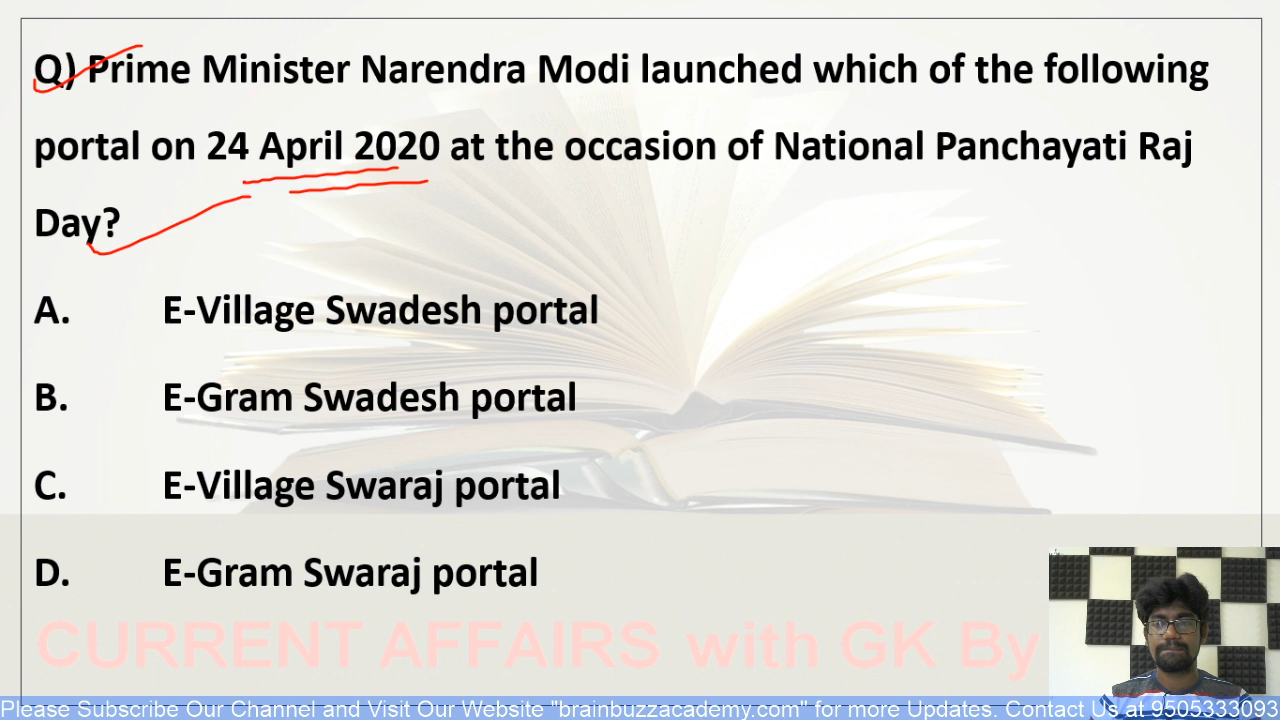 Q) Prime Minister Narendra Modi launched which of the following
portal on 24 April 2020 at the occasion of National Panchayati Raj
Day?
A. E-Village Swadesh portal
B. E-Gram Swadesh portal
C. E-Village Swaraj portal
D. E-Gram Swaraj portal
CURRENT AFFAIRS with GK By
Please Subscribe Our Channel and Visit Our Website "brainbuzzacademy.com" for more Updates. Contact Us at 9505333093